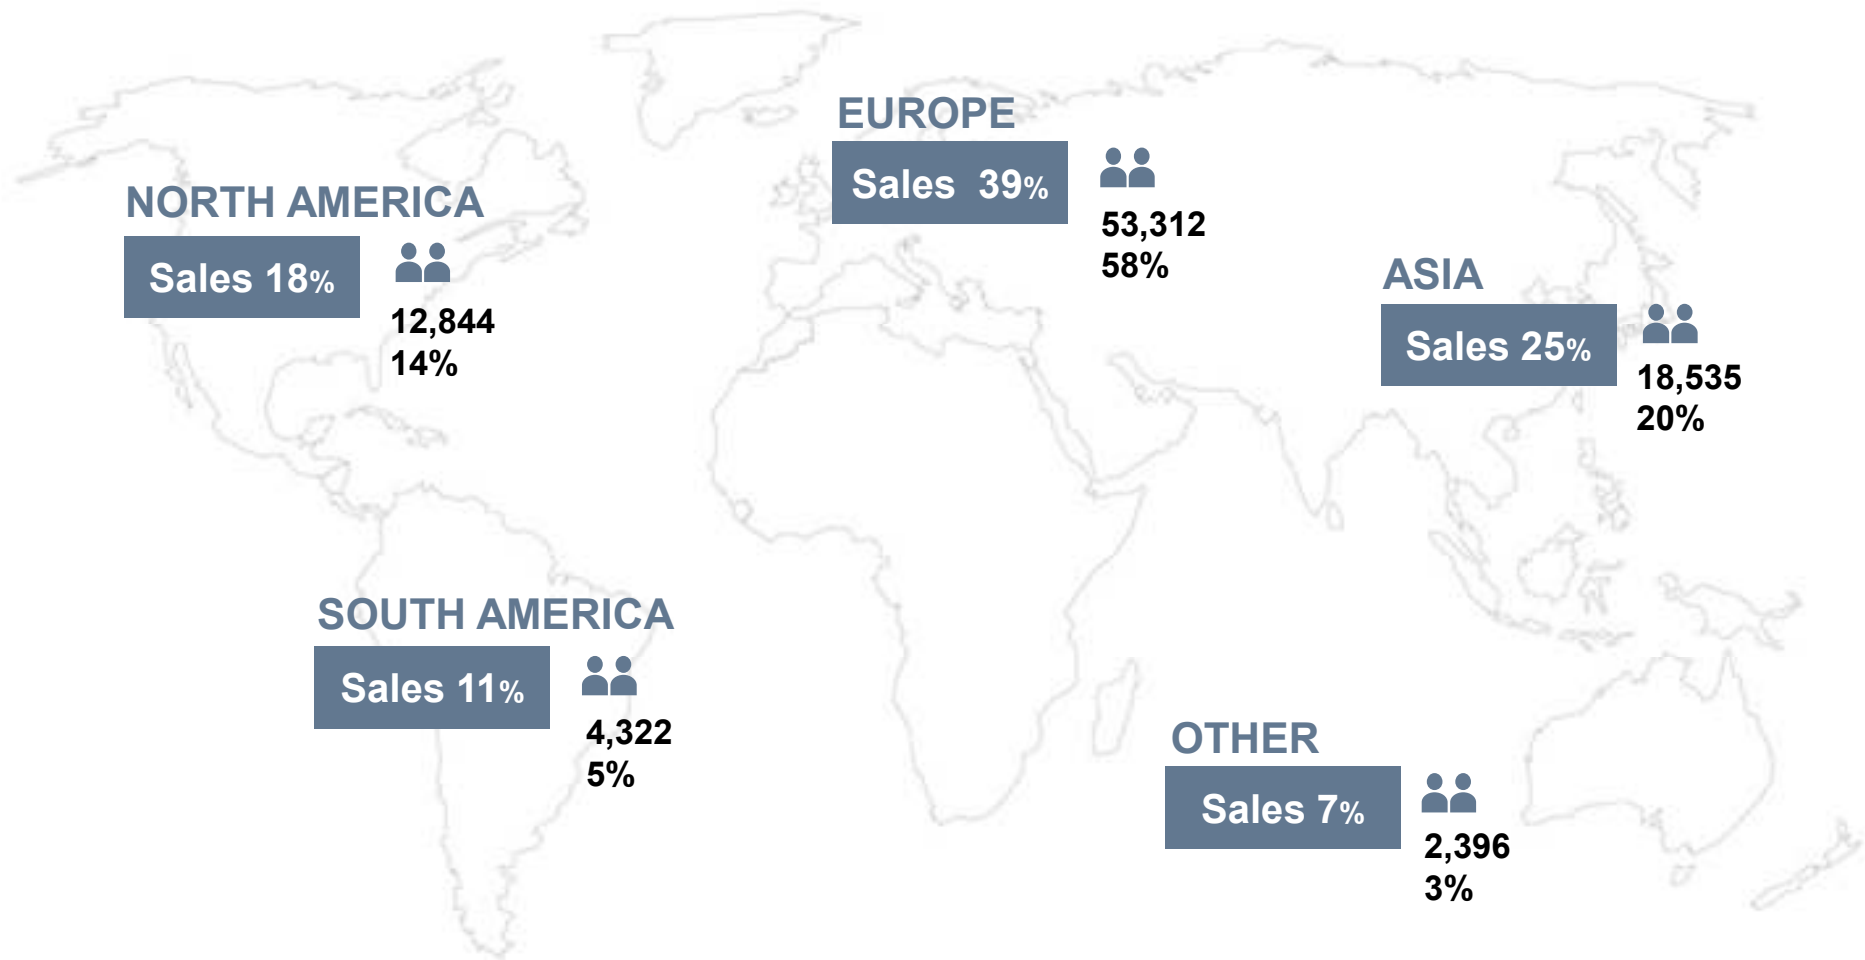 EUROPE
Sales 39%
53,312
58%
NORTH AMERICA
Sales 18%
12,844
14%
ASIA
Sales 25%
18,535
20%
SOUTH AMERICA
Sales 11%
4,322
5%
OTHER
Sales 7%
2,396
3%